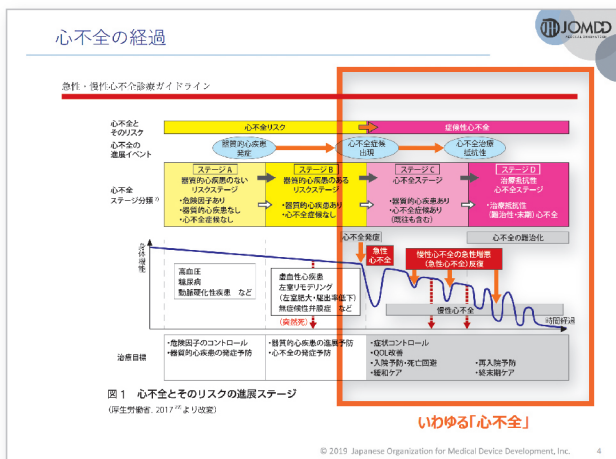 心不全の経過
JOMDD
急性・慢性心不全診療ガイドライン
心不全と
そのリスク
心不全リスク
症候性心不全
心不全の
進展イベント
器質的心疾患
発症
心不全症候
出現
心不全治療
抵抗性
心不全
ステージ分類
ステージA
器質的心疾患のない
リスクステージ
・危険因子あり
・器質的心疾患なし
・心不全症候なし
ステージB
器質的心疾患のある
リスクステージ
・器質的心疾患あり
・心不全症候なし
ステージC
心不全ステージ
・器質的心疾患あり
・心不全症候あり
(既往も含む)
ステージD
治療抵抗性
心不全ステージ
・治療抵抗性
(難治性・末期)心不全
心不全発症
心不全の難治化
急性
心不全
慢性心不全の急性増悪
(急性心不全)反復
身体機能
高血圧
糖尿病
動脈硬化性疾患 など
虚血性心疾患
左室リモデリング
(左室肥大・駆出率低下)
無症候性弁膜症 など
(突然死)
慢性心不全
時間経過
治療目標
・危険因子のコントロール
・器質的心疾患の発症予防
・器質的心疾患の進展予防
・心不全の発症予防
・症状コントロール
・QOL改善
・入院予防・死亡回避
・緩和ケア
・再入院予防
・終末期ケア
図1 心不全とそのリスクの進展ステージ
(厚生労働省. 2017 より改変)
いわゆる「心不全」
© 2019 Japanese Organization for Medical Device Development, Inc.
4